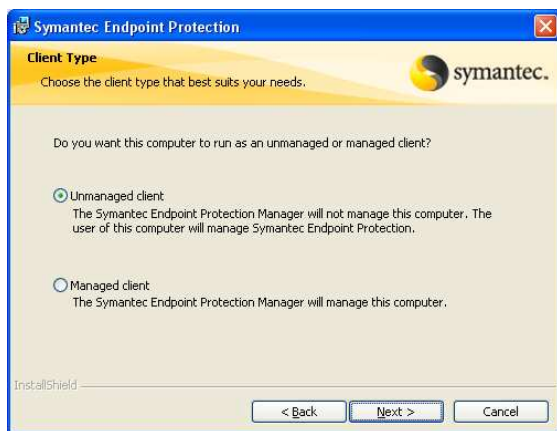 Symantec Endpoint Protection
Client Type
Choose the client type that best suits your needs.
symantec.
Do you want this computer to run as an unmanaged or managed client?
Unmanaged client
The Symantec Endpoint Protection Manager will not manage this computer. The
user of this computer will manage Symantec Endpoint Protection.
Managed client
The Symantec Endpoint Protection Manager will manage this computer.
InstallShield
< Back Next > Cancel